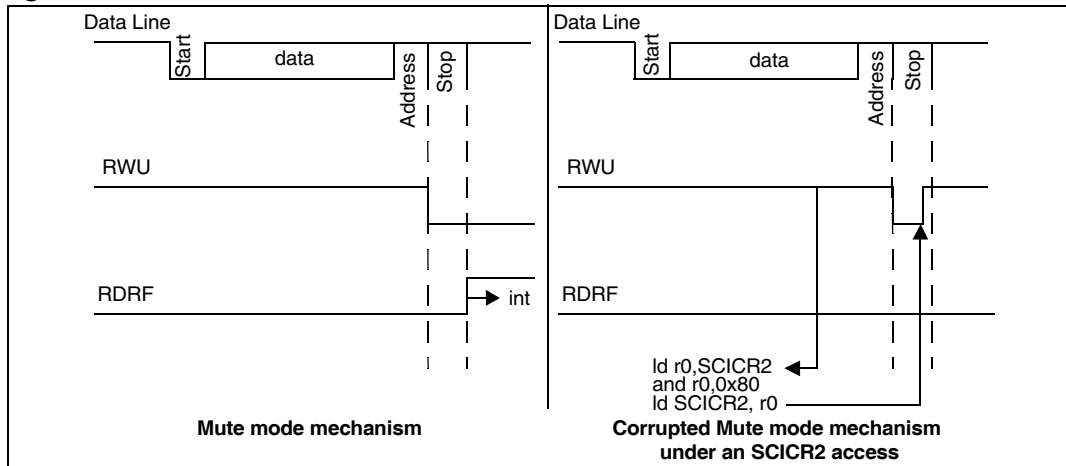 Data Line
Start
data
Address
Stop
RWU
RDRF
int
Mute mode mechanism
Data Line
Start
data
Address
Stop
RWU
RDRF
ld r0,SCICR2
and r0,0x80
ld SCICR2, r0
Corrupted Mute mode mechanism
under an SCICR2 access